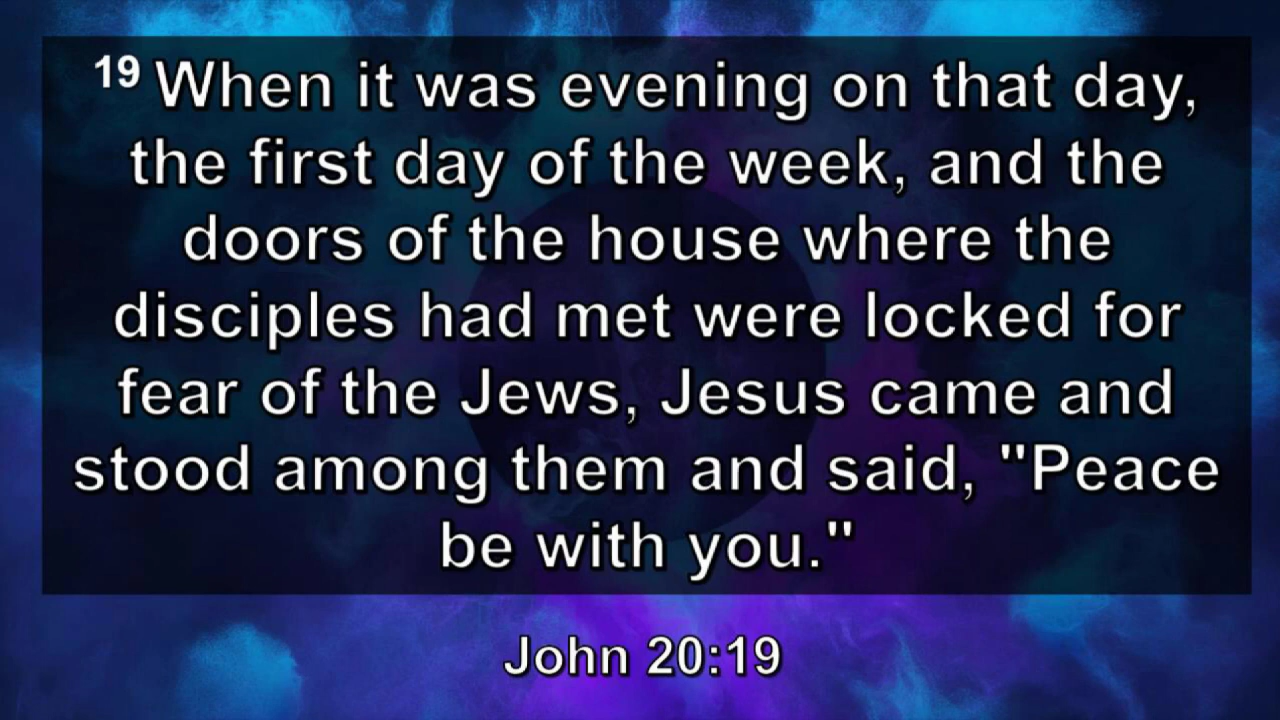 19 When it was evening on that day,
the first day of the week, and the
doors of the house where the
disciples had met were locked for
fear of the Jews, Jesus came and
stood among them and said, "Peace
be with you."
John 20:19